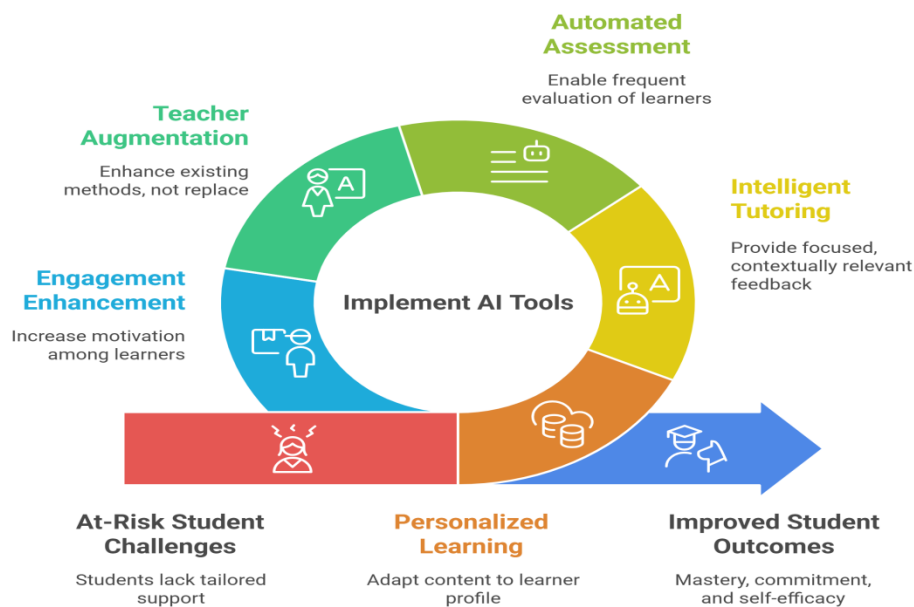 Automated
Assessment
Enable frequent
evaluation of learners
Teacher
Augmentation
Enhance existing
methods, not replace
A
Intelligent
Tutoring
Provide focused,
contextually relevant
feedback
A
Engagement
Enhancement
Increase motivation
among learners
Implement AI Tools
At-Risk Student
Challenges
Students lack tailored
support
Personalized
Learning
Adapt content to learner
profile
Improved Student
Outcomes
Mastery, commitment,
and self-efficacy